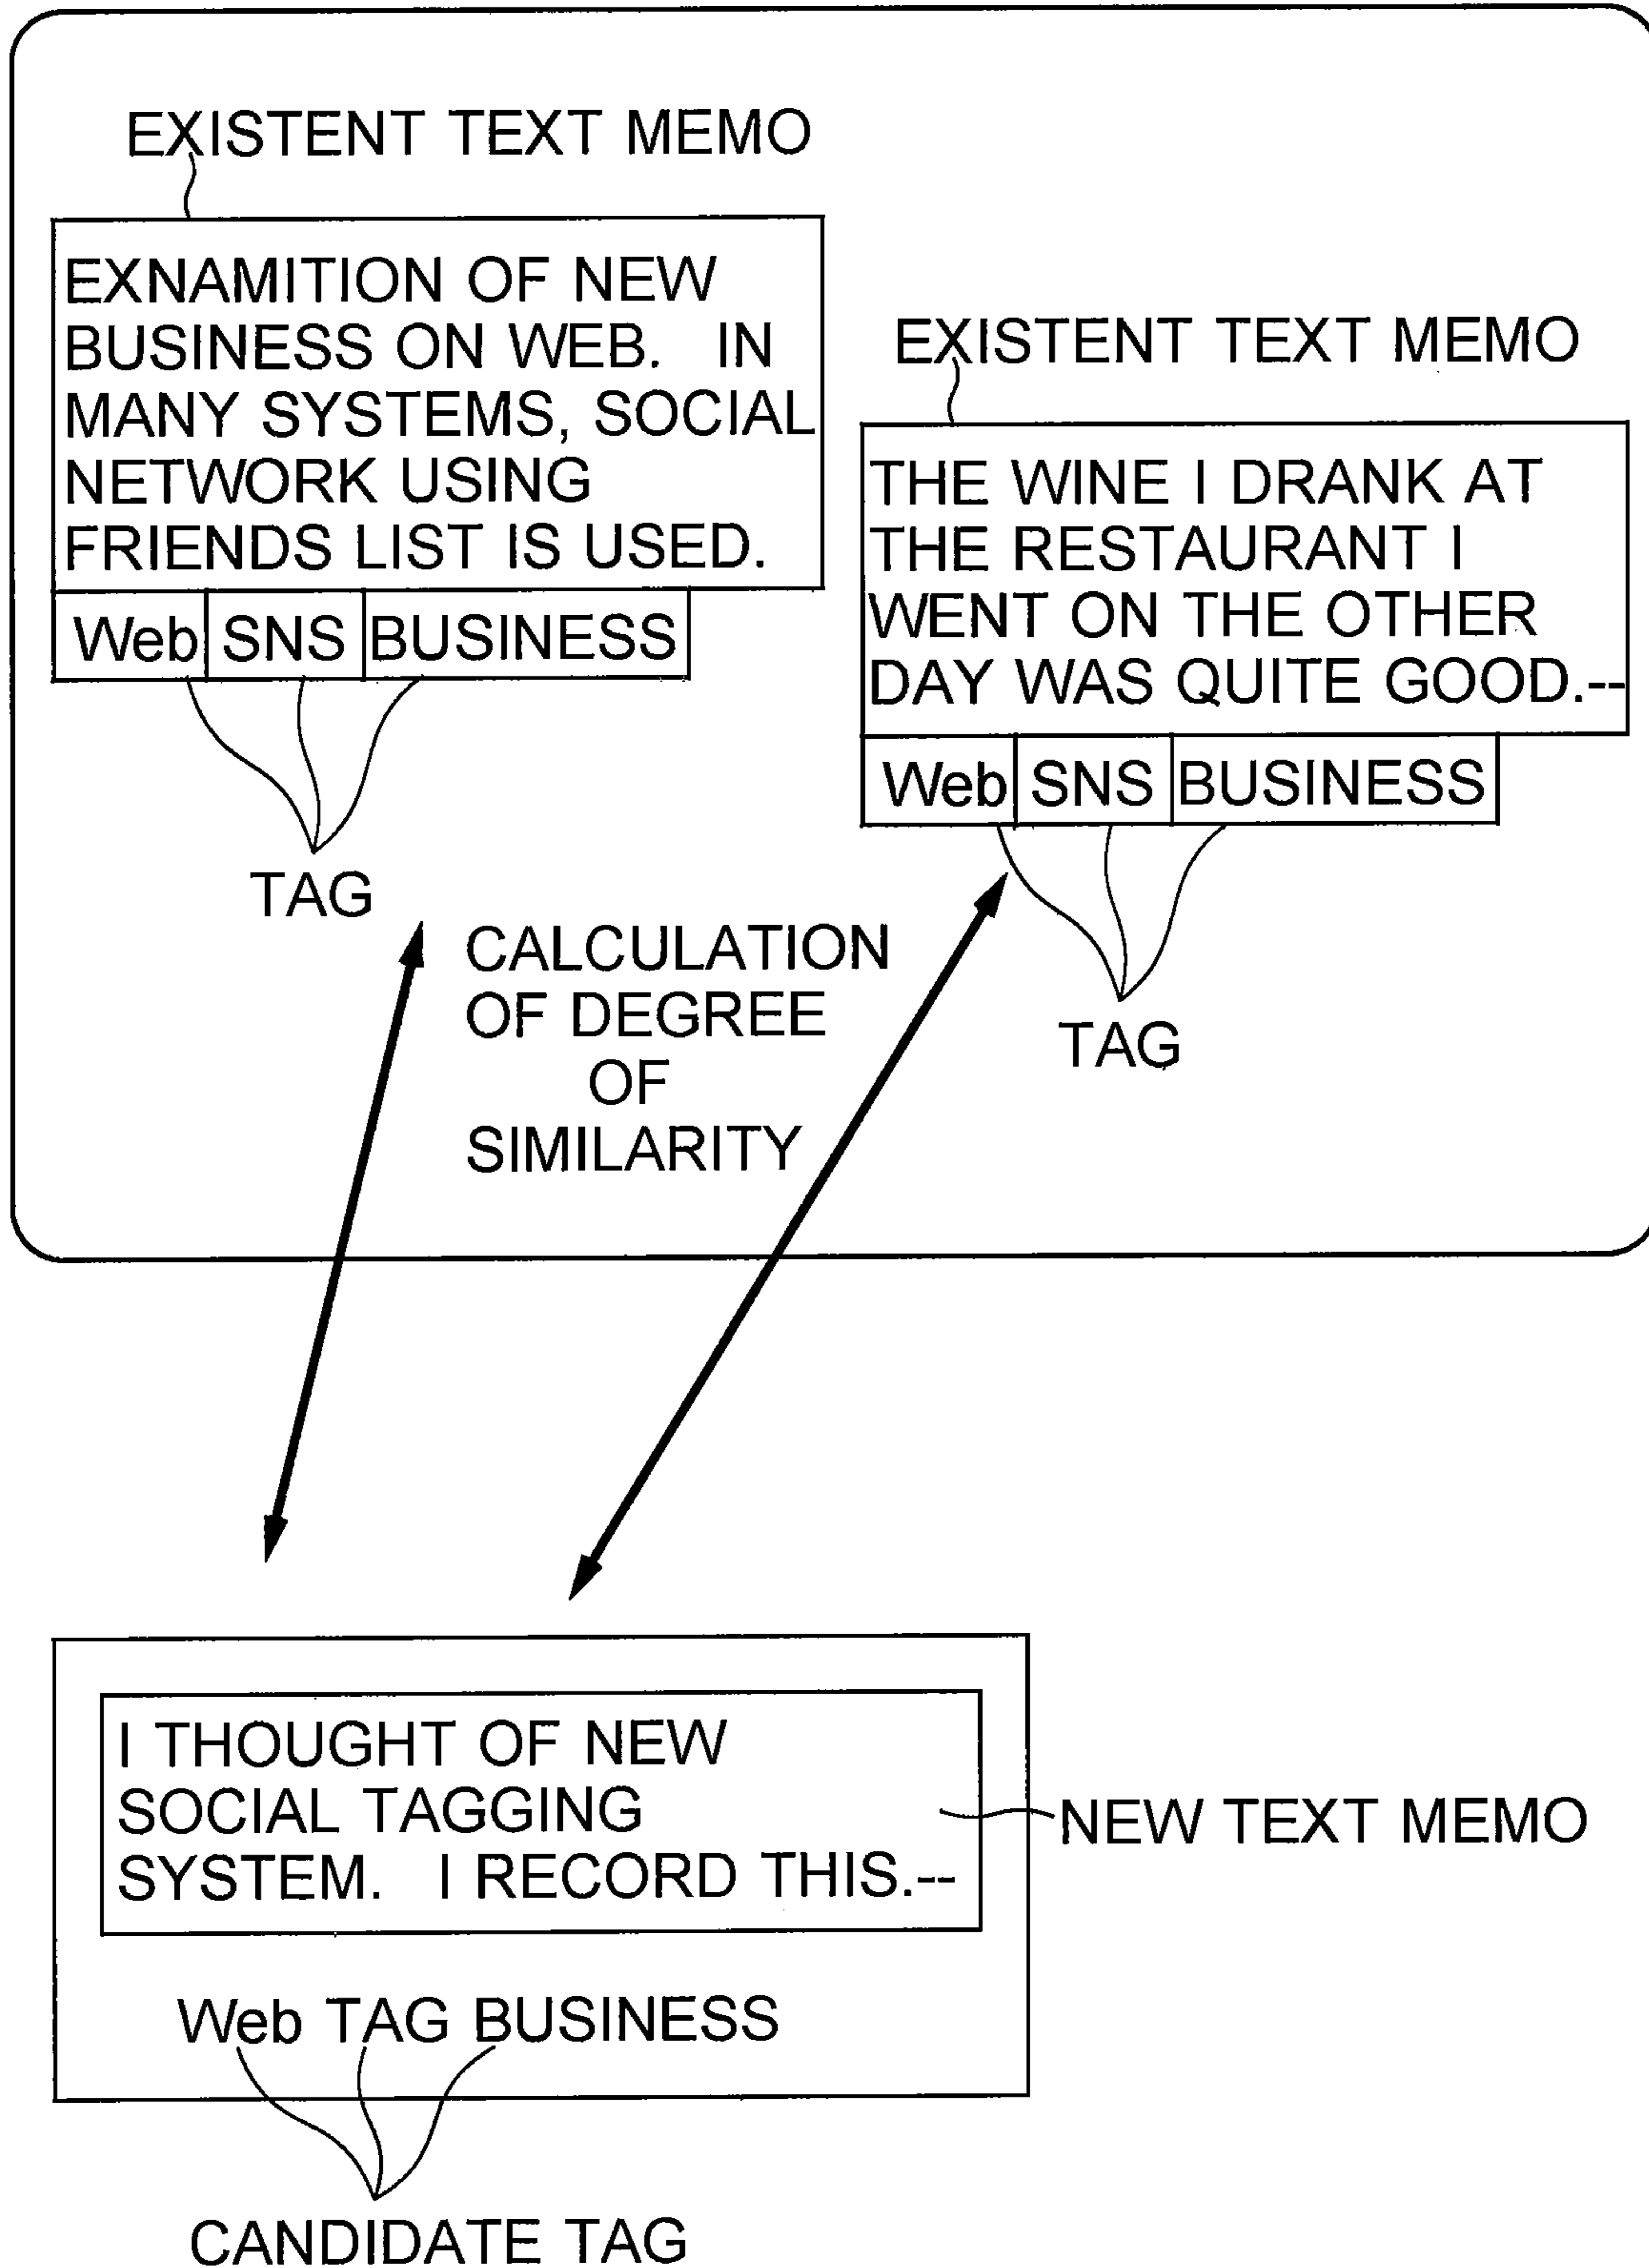 EXISTENT TEXT MEMO
EXNAMITION OF NEW
BUSINESS ON WEB. IN
MANY SYSTEMS, SOCIAL
NETWORK USING
FRIENDS LIST IS USED.
Web SNS BUSINESS
TAG
EXISTENT TEXT MEMO
THE WINE I DRANK AT
THE RESTAURANT I
WENT ON THE OTHER
DAY WAS QUITE GOOD.--
Web SNS BUSINESS
TAG
CALCULATION
OF DEGREE
OF
SIMILARITY
I THOUGHT OF NEW
SOCIAL TAGGING
SYSTEM. I RECORD THIS.--
NEW TEXT MEMO
Web TAG BUSINESS
CANDIDATE TAG